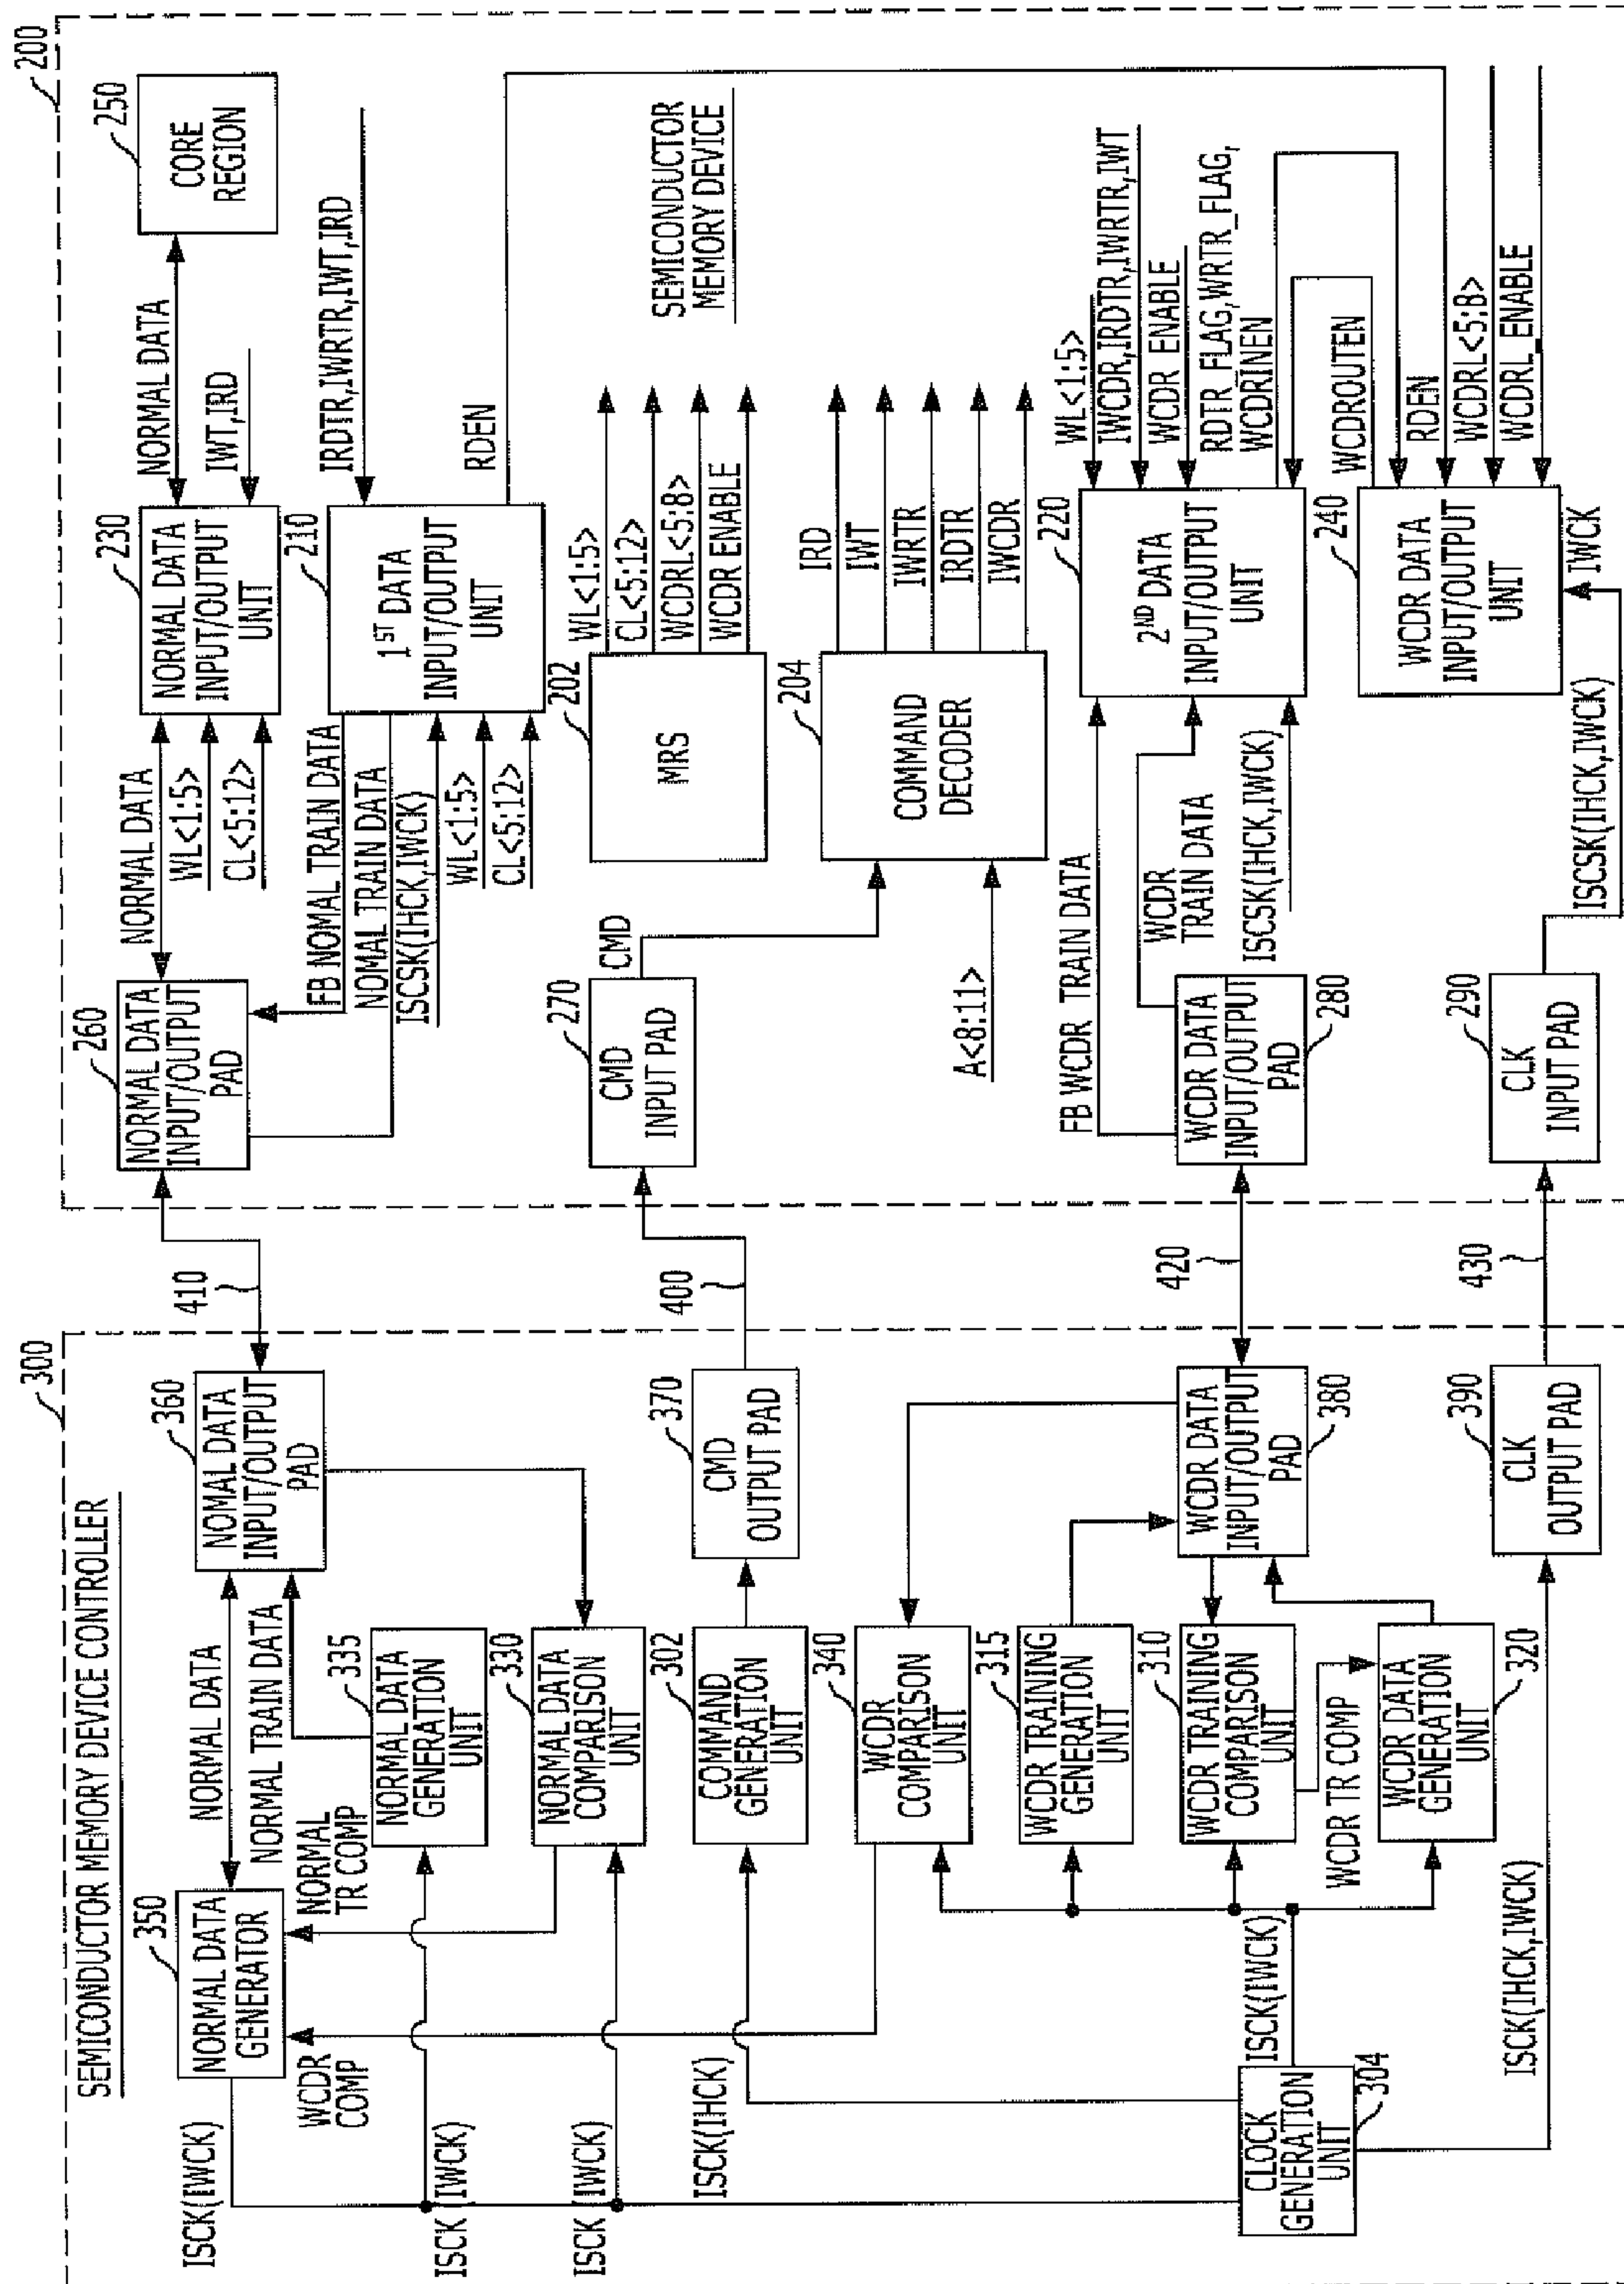 SEMICONDUCTOR MEMORY DEVICE CONTROLLER
300
350
NORMAL DATA
GENERATOR
ISCK(IWCK)
WCDR
COMP
NORMAL
TR COMP
NORMAL DATA
NORMAL TRAIN DATA
360
NOMAL DATA
INPUT/OUTPUT
PAD
335
NORMAL DATA
GENERATION
UNIT
ISCK (IWCK)
330
NORMAL DATA
COMPARISON
UNIT
ISCK (IWCK)
302
COMMAND
GENERATION
UNIT
ISCK(IHCK)
370
CMD
OUTPUT PAD
340
WCDR
COMPARISON
UNIT
315
WCDR TRAINING
GENERATION
UNIT
310
WCDR TRAINING
COMPARISON
UNIT
WCDR TR COMP
WCDR DATA
GENERATION
UNIT
320
WCDR DATA
INPUT/OUTPUT
PAD
380
ISCK(IWCK)
CLOCK
GENERATION
UNIT
304
ISCK(IHCK,IWCK)
390
CLK
OUTPUT PAD
410
400
420
430
200
260
NORMAL DATA
INPUT/OUTPUT
PAD
NORMAL DATA
WL<1:5>
CL<5:12>
230
NORMAL DATA
INPUT/OUTPUT
UNIT
NORMAL DATA
IWT,IRD
250
CORE
REGION
FB NOMAL TRAIN DATA
NOMAL TRAIN DATA
ISCSK(IHCK,IWCK)
WL<1:5>
CL<5:12>
210
1ST DATA
INPUT/OUTPUT
UNIT
IRDTR,IWRTR,IWT,IRD
RDEN
202
MRS
WL<1:5>
CL<5:12>
WCDRL<5:8>
WCDR ENABLE
SEMICONDUCTOR
MEMORY DEVICE
270
CMD
INPUT PAD
CMD
A<8:11>
204
COMMAND
DECODER
IRD
IWT
IWRTR
IRDTR
IWCDR
FB WCDR TRAIN DATA
WCDR
TRAIN DATA
ISCSK(IHCK,IWCK)
WCDR DATA
INPUT/OUTPUT
PAD
280
220
2ND DATA
INPUT/OUTPUT
UNIT
WL<1:5>
IWCDR,IRDTR,IWRTR,IWT
WCDR ENABLE
RDTR_FLAG,WRTR_FLAG,
WCDRINEN
WCDROUTEN
RDEN
WCDRL<5:8>
WCDRL_ENABLE
240
WCDR DATA
INPUT/OUTPUT
UNIT
IWCK
290
CLK
INPUT PAD
ISCSK(IHCK,IWCK)